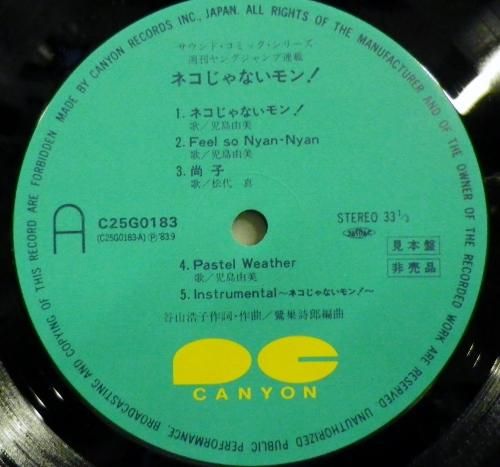 MADE BY CANYON RECORDS INC., JAPAN. ALL RIGHTS OF THE MANUFACTURER AND OF THE OWNER OF THE RECORDED WORK ARE RESERVED. UNAUTHORIZED PUBLIC PERFORMANCE, BROADCASTING AND COPYING OF THIS RECORD ARE FORBIDDEN
サウンド・コミック・シリーズ
週刊ヤングジャンプ連載
ネコじゃないモン!
1. ネコじゃないモン!
歌／児島由美
2. Feel so Nyan-Nyan
歌／児島由美
3. 尚子
歌／松代 真
A
C25G0183
(C25G0183-A) Ⓟ'83.9
STEREO 33 1/3
見本盤
非売品
4. Pastel Weather
歌／児島由美
5. Instrumental〜ネコじゃないモン!〜
谷山浩子作詞・作曲／鷺巣詩郎編曲
CANYON